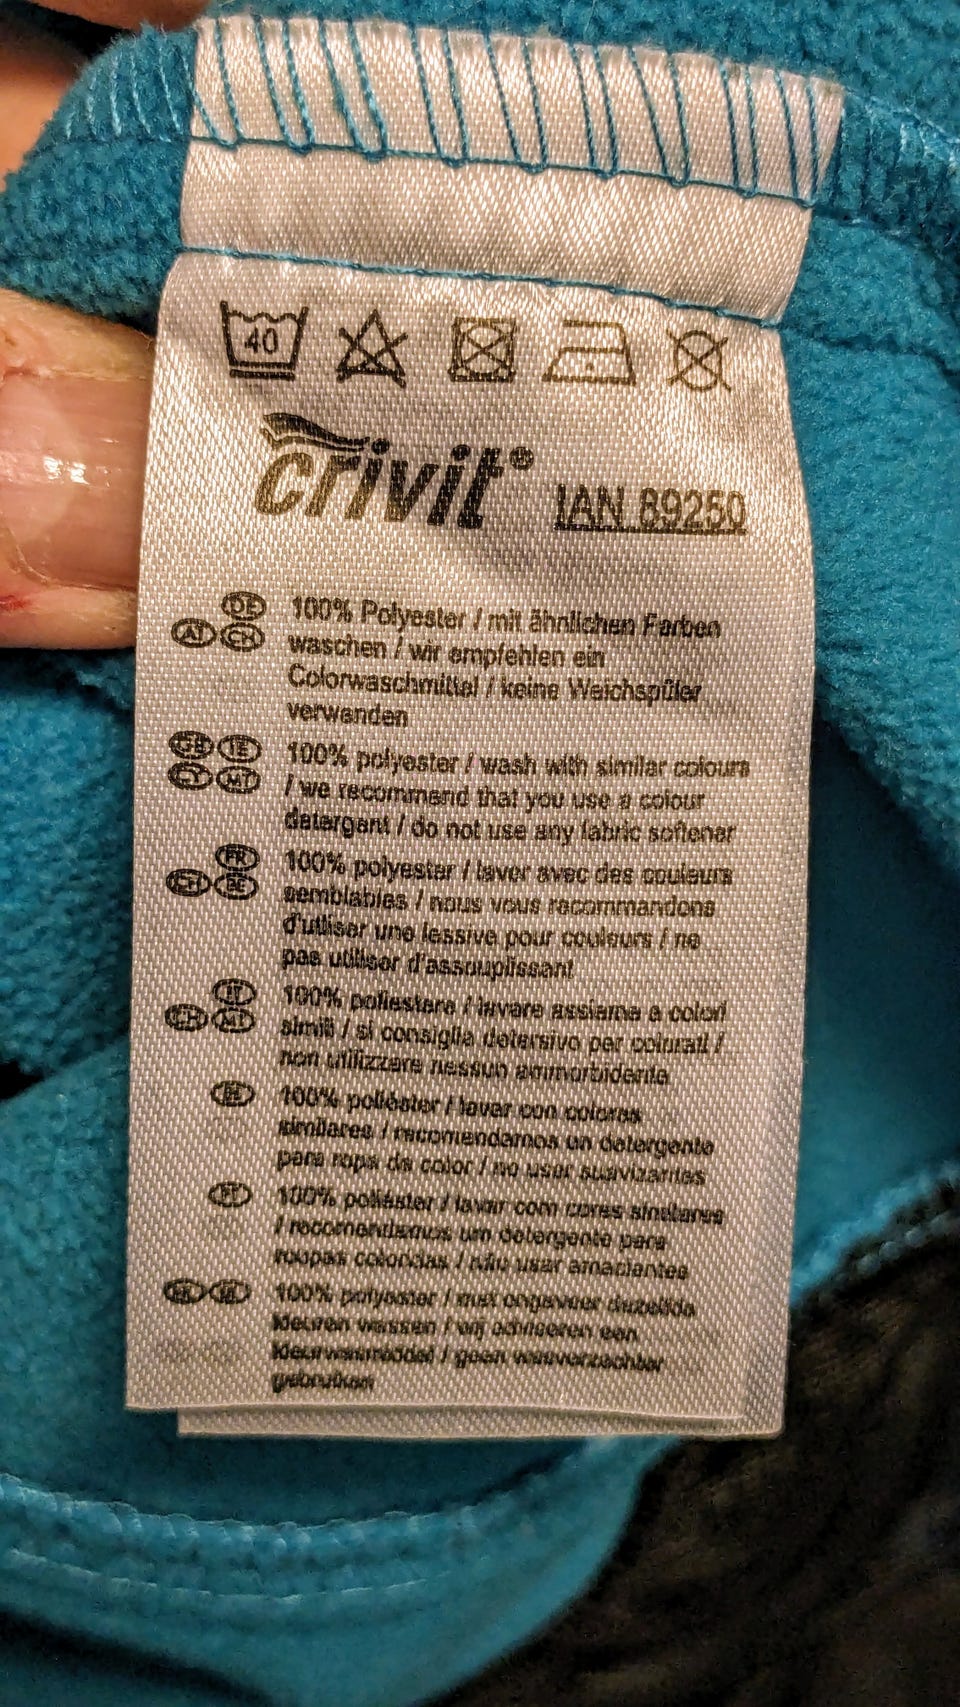 40
crivit®
IAN 89250
DE
AT CH
100% Polyester / mit ähnlichen Farben
waschen / wir empfehlen ein
Colorwaschmittel / keine Weichspüler
verwenden
GB IE
CY MT
100% polyester / wash with similar colours
/ we recommend that you use a colour
detergent / do not use any fabric softener
FR
CH BE
100% polyester / laver avec des couleurs
semblables / nous vous recommandons
d'utiliser une lessive pour couleurs / ne
pas utiliser d'assouplissant
IT
CH MT
100% poliestere / lavare assieme a colori
simili / si consiglia detersivo per colorati /
non utilizzare nessun ammorbidente
100% poliéster / lavar con colores
similares / recomendamos un detergente
para ropa de color / no usar suavizantes
PT
100% poliéster / lavar com cores similares
/ recomendamos um detergente para
roupas coloridas / não usar amaciantes
100% polyester / met ongeveer dezelfde
kleuren wassen / wij adviseren een
kleurwasmiddel / geen wasverzachter
gebruiken